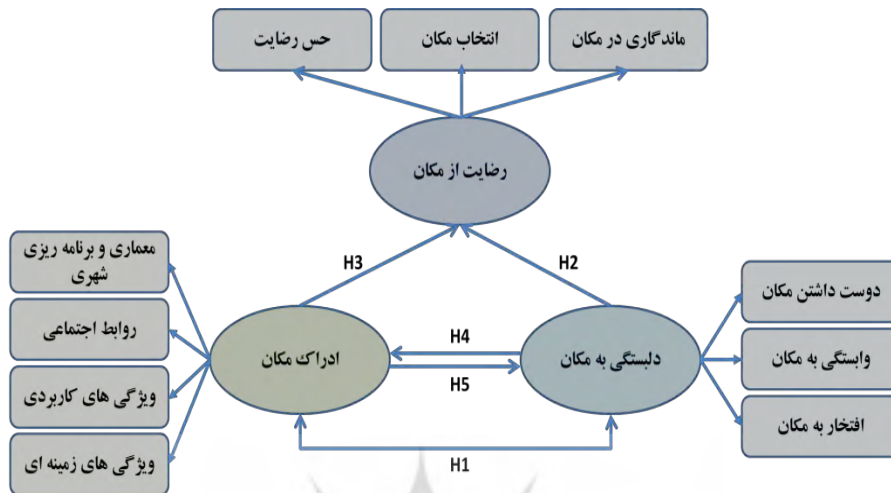 ماندگاری در مکان
انتخاب مکان
حس رضایت
رضایت از مکان
H3
H2
معماری و برنامه ریزی
شهری
روابط اجتماعی
ویژگی های کاربردی
ویژگی های زمینه ای
ادراک مکان
H4
H5
H1
دلبستگی به مکان
دوست داشتن مکان
وابستگی به مکان
افتخار به مکان